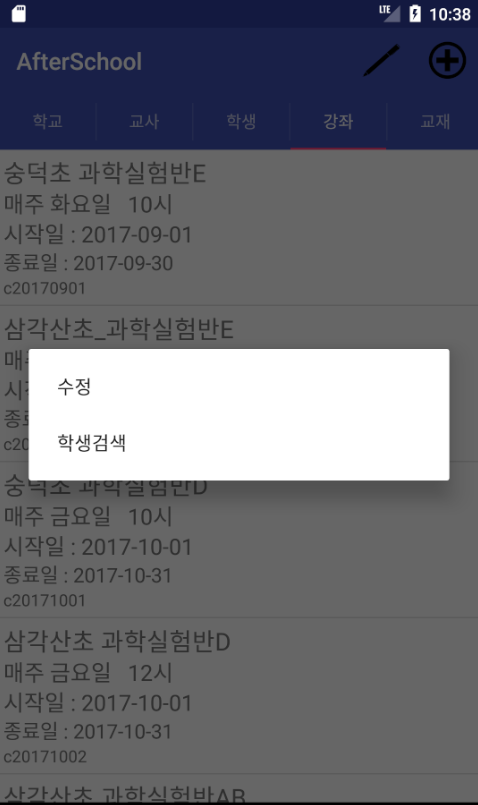 LTE 10:38
AfterSchool
학교 교사 학생 강좌 교재
숭덕초 과학실험반E
매주 화요일 10시
시작일 : 2017-09-01
종료일 : 2017-09-30
c20170901
삼각산초_과학실험반E
수정
학생검색
숭덕초 과학실험반D
매주 금요일 10시
시작일 : 2017-10-01
종료일 : 2017-10-31
c20171001
삼각산초 과학실험반D
매주 금요일 12시
시작일 : 2017-10-01
종료일 : 2017-10-31
c20171002
삼각산초 과학실험반AB